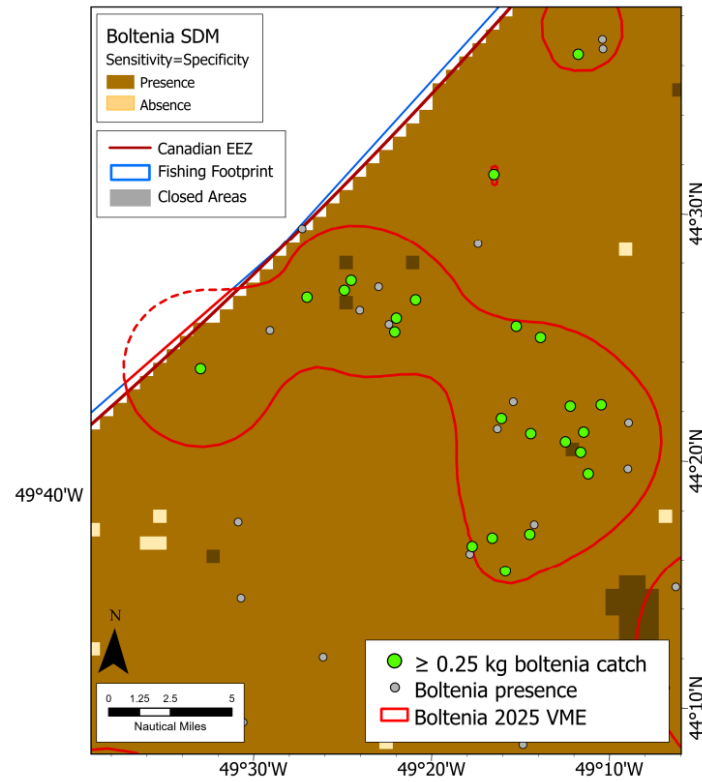 Boltenia SDM
Sensitivity=Specificity
Presence
Absence
Canadian EEZ
Fishing Footprint
Closed Areas
44°30'N
44°20'N
49°40'W
N
0 1.25 2.5 5
Nautical Miles
≥ 0.25 kg boltenia catch
Boltenia presence
Boltenia 2025 VME
44°10'N
49°30'W 49°20'W 49°10'W